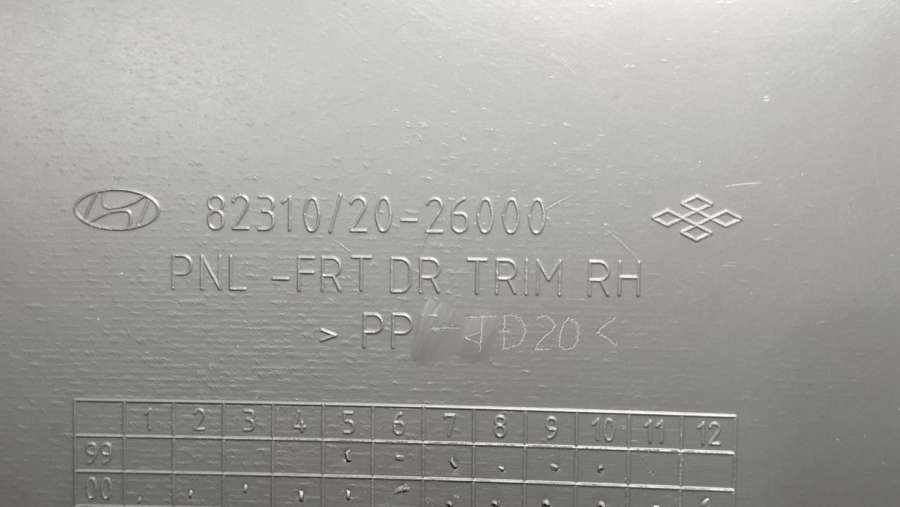 82310/20-26000
PNL -FRT DR TRIM RH
> PP-TD20<
1 2 3 4 5 6 7 8 9 10 11 12
99
00